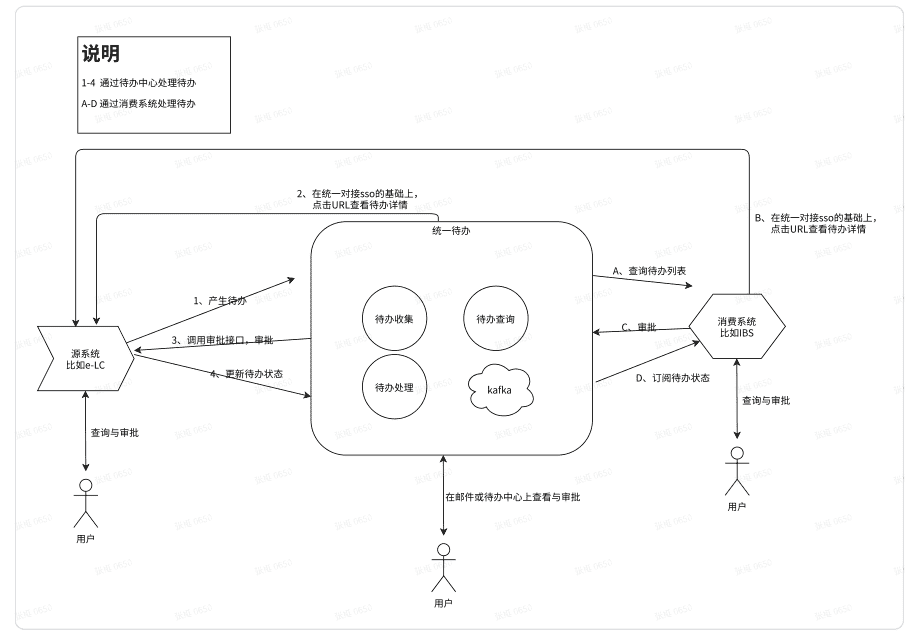 说明
1-4 通过待办中心处理待办
A-D 通过消费系统处理待办
2、在统一对接sso的基础上，
点击URL查看待办详情
B、在统一对接sso的基础上，
点击URL查看待办详情
统一待办
A、查询待办列表
1、产生待办
待办收集
待办查询
消费系统
比如IBS
C、审批
3、调用审批接口，审批
源系统
比如e-LC
4、更新待办状态
D、订阅待办状态
待办处理
kafka
查询与审批
查询与审批
在邮件或待办中心上查看与审批
用户
用户
用户